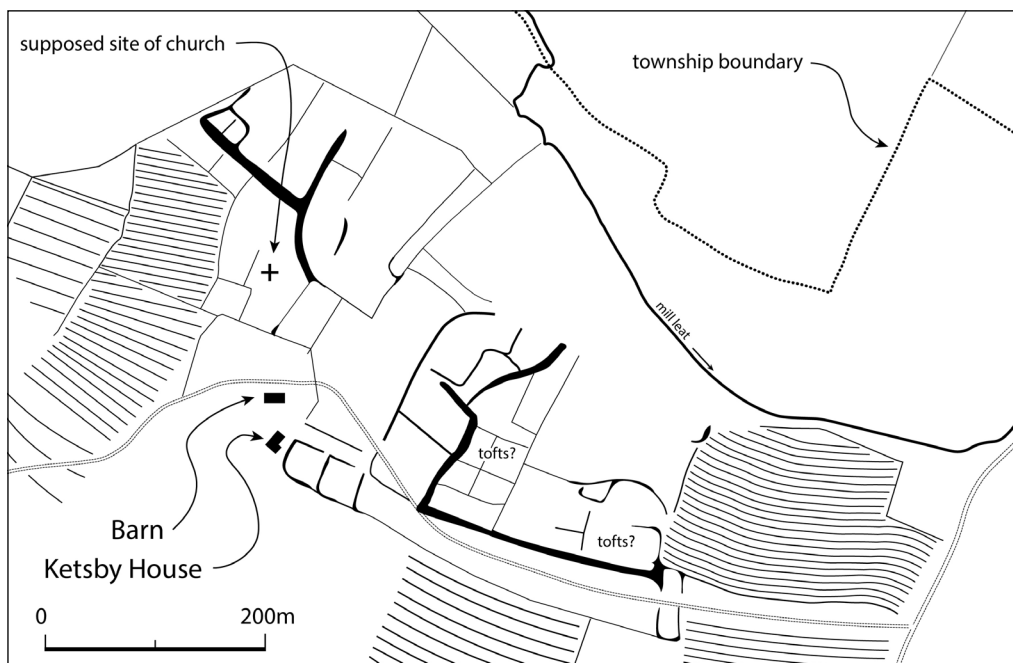 supposed site of church
township boundary
mill leat
tofts?
tofts?
Barn
Ketsby House
0
200m